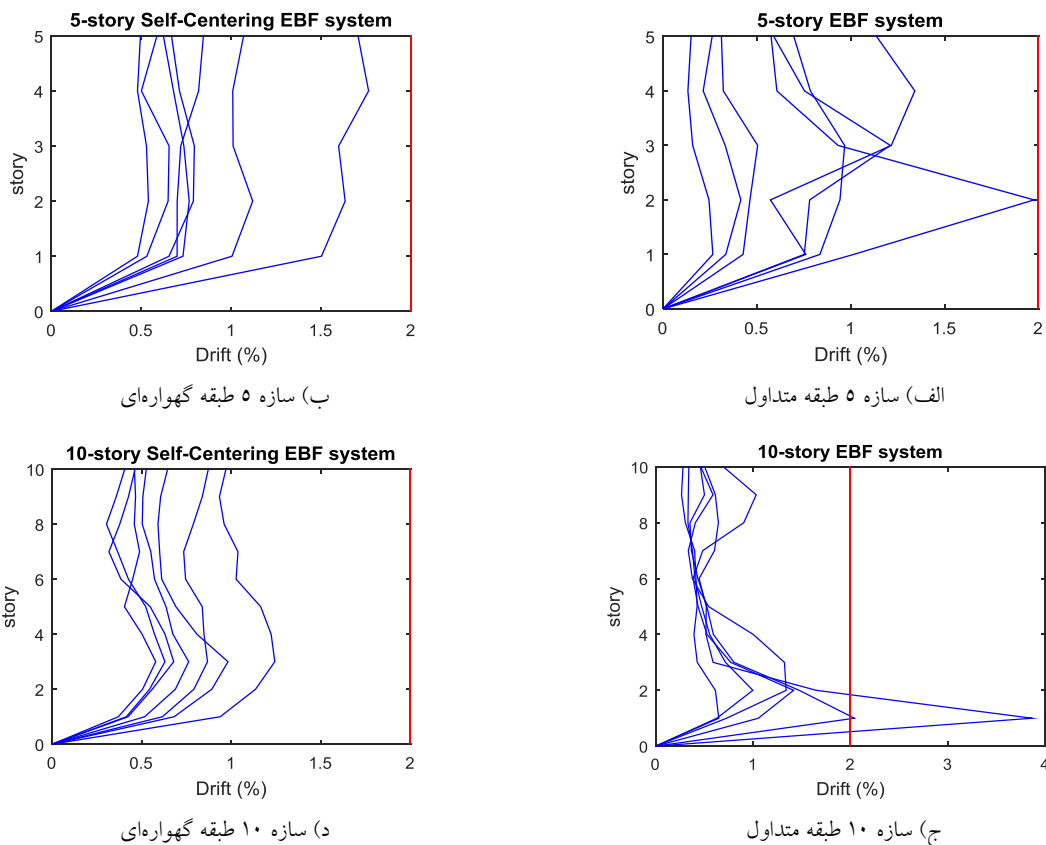 5-story Self-Centering EBF system
5
4
3
2
1
0
story
0 0.5 1 1.5 2
Drift (%)
ب) سازه ۵ طبقه گهواره‌ای
5-story EBF system
5
4
3
2
1
0
story
0 0.5 1 1.5 2
Drift (%)
الف) سازه ۵ طبقه متداول
10-story Self-Centering EBF system
10
8
6
4
2
0
story
0 0.5 1 1.5 2
Drift (%)
د) سازه ۱۰ طبقه گهواره‌ای
10-story EBF system
10
8
6
4
2
0
story
0 1 2 3 4
Drift (%)
ج) سازه ۱۰ طبقه متداول